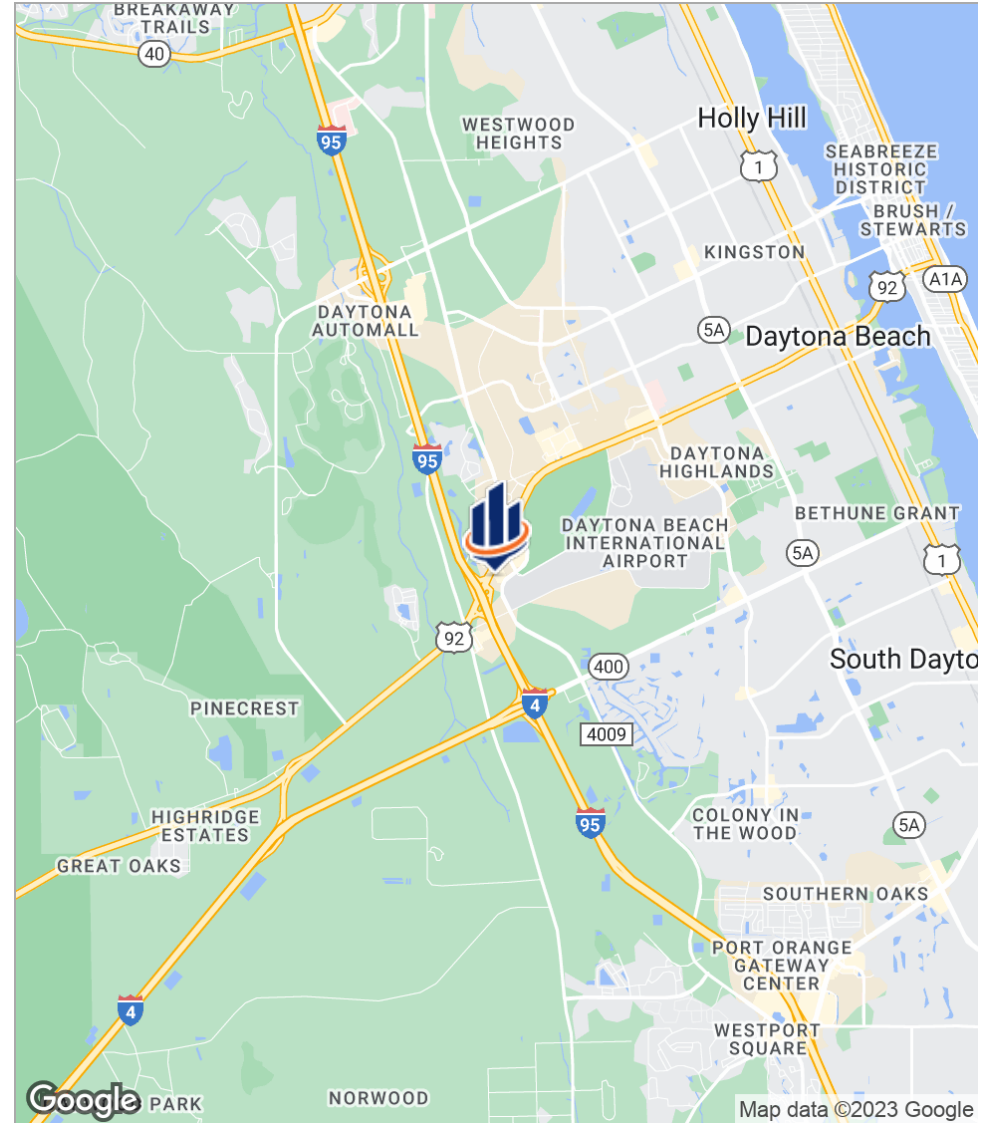 BREAKAWAY
TRAILS
40
95
WESTWOOD
HEIGHTS
Holly Hill
1
SEABREEZE
HISTORIC
DISTRICT
BRUSH /
STEWARTS
KINGSTON
92
A1A
DAYTONA
AUTOMALL
5A
Daytona Beach
95
DAYTONA
HIGHLANDS
BETHUNE GRANT
DAYTONA BEACH
INTERNATIONAL
AIRPORT
5A
1
92
400
South Dayto
PINECREST
4
4009
HIGHRIDGE
ESTATES
95
COLONY IN
THE WOOD
5A
GREAT OAKS
SOUTHERN OAKS
PORT ORANGE
GATEWAY
CENTER
4
WESTPORT
SQUARE
Google
PARK
NORWOOD
Map data ©2023 Google